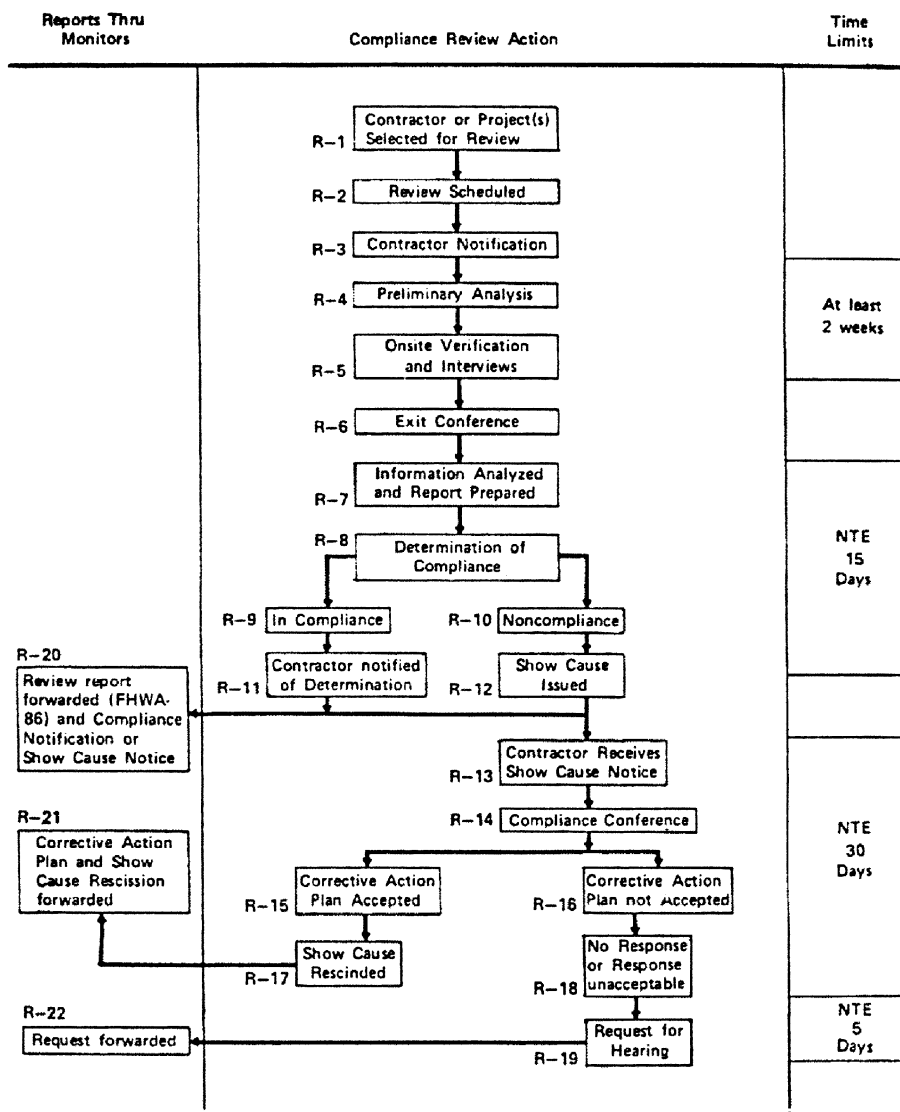 Reports Thru
Monitors
Compliance Review Action
Time
Limits
R-1
Contractor or Project(s)
Selected for Review
R-2
Review Scheduled
R-3
Contractor Notification
R-4
Preliminary Analysis
At least
2 weeks
R-5
Onsite Verification
and Interviews
R-6
Exit Conference
R-7
Information Analyzed
and Report Prepared
R-8
Determination of
Compliance
NTE
15
Days
R-9
In Compliance
R-10
Noncompliance
R-11
Contractor notified
of Determination
R-12
Show Cause
Issued
R-20
Review report
forwarded (FHWA-
86) and Compliance
Notification or
Show Cause Notice
R-13
Contractor Receives
Show Cause Notice
R-14
Compliance Conference
NTE
30
Days
R-21
Corrective Action
Plan and Show
Cause Rescission
forwarded
R-15
Corrective Action
Plan Accepted
R-16
Corrective Action
Plan not Accepted
R-17
Show Cause
Rescinded
R-18
No Response
or Response
unacceptable
R-22
Request forwarded
R-19
Request for
Hearing
NTE
5
Days